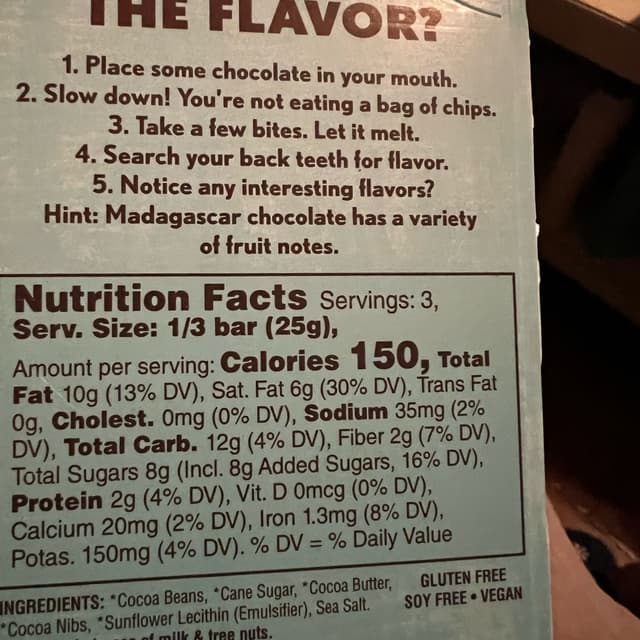 THE FLAVOR?
1. Place some chocolate in your mouth.
2. Slow down! You're not eating a bag of chips.
3. Take a few bites. Let it melt.
4. Search your back teeth for flavor.
5. Notice any interesting flavors?
Hint: Madagascar chocolate has a variety
of fruit notes.
Nutrition Facts Servings: 3,
Serv. Size: 1/3 bar (25g),
Amount per serving: Calories 150, Total
Fat 10g (13% DV), Sat. Fat 6g (30% DV), Trans Fat
0g, Cholest. 0mg (0% DV), Sodium 35mg (2%
DV), Total Carb. 12g (4% DV), Fiber 2g (7% DV),
Total Sugars 8g (Incl. 8g Added Sugars, 16% DV),
Protein 2g (4% DV), Vit. D 0mcg (0% DV),
Calcium 20mg (2% DV), Iron 1.3mg (8% DV),
Potas. 150mg (4% DV). % DV = % Daily Value
INGREDIENTS: *Cocoa Beans, *Cane Sugar, *Cocoa Butter,
*Cocoa Nibs, *Sunflower Lecithin (Emulsifier), Sea Salt.
GLUTEN FREE
SOY FREE • VEGAN
of milk & tree nuts.